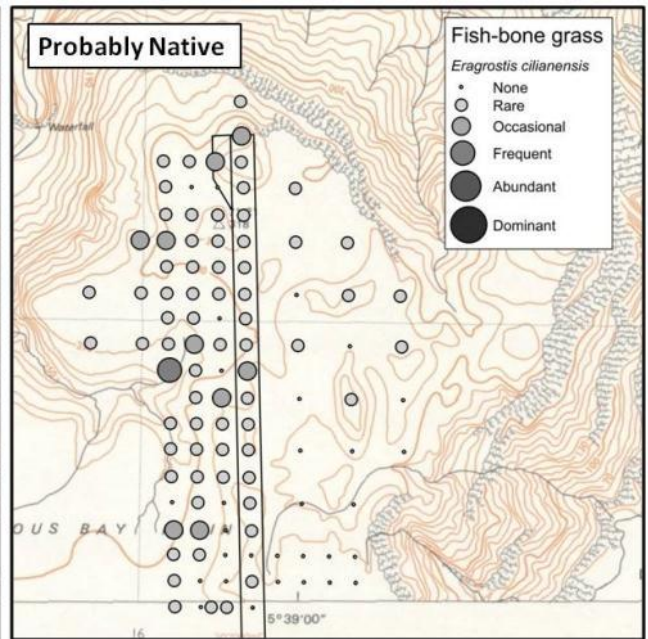 Probably Native
Fish-bone grass
Eragrostis cilianensis
None
Rare
Occasional
Frequent
Abundant
Dominant
Waterfall
318
OUS BAY
5°39'00"
16